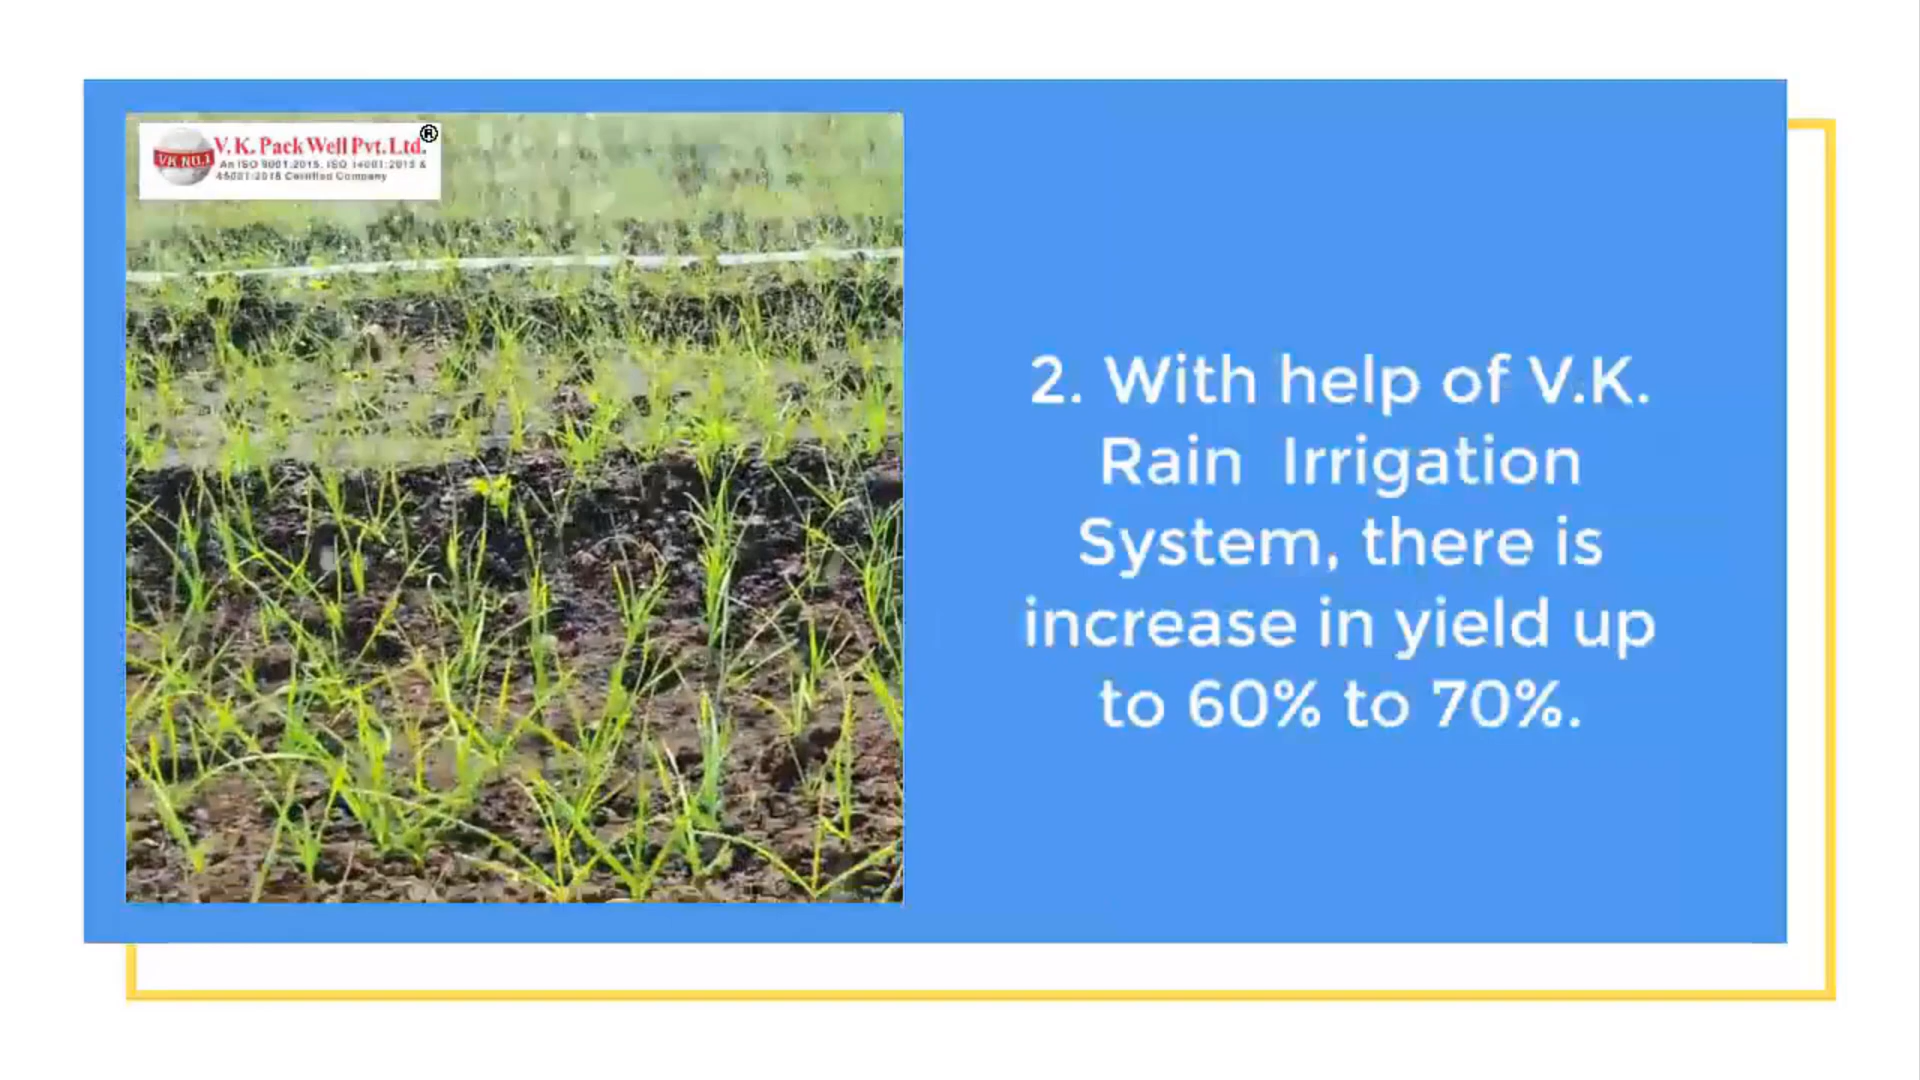 VK NO.1
V. K. Pack Well Pvt. Ltd.®
An ISO 9001:2015, ISO 14001:2015 &
45001:2018 Certified Company
2. With help of V.K.
Rain Irrigation
System, there is
increase in yield up
to 60% to 70%.